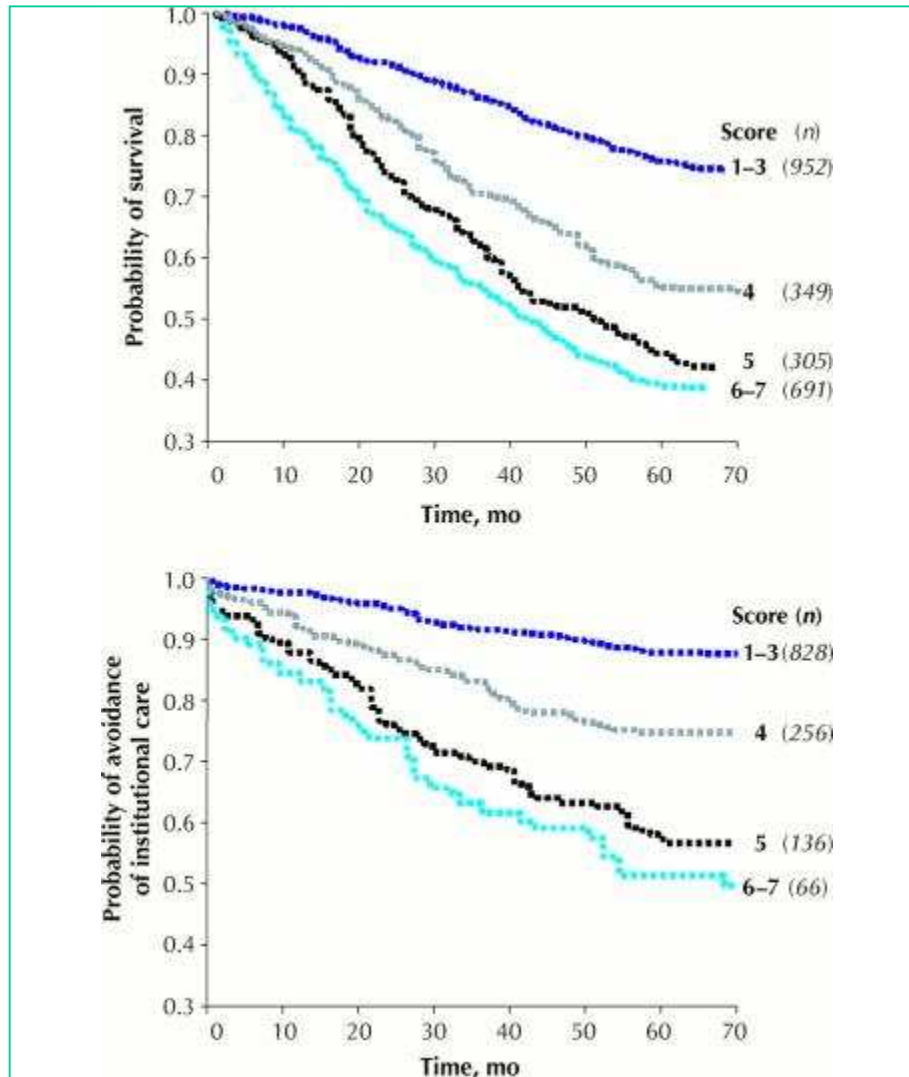 1.0
0.9
0.8
0.7
0.6
0.5
0.4
0.3
Probability of survival
Score (n)
1–3 (952)
4 (349)
5 (305)
6–7 (691)
0 10 20 30 40 50 60 70
Time, mo
1.0
0.9
0.8
0.7
0.6
0.5
0.4
0.3
Probability of avoidance
of institutional care
Score (n)
1–3 (828)
4 (256)
5 (136)
6–7 (66)
0 10 20 30 40 50 60 70
Time, mo